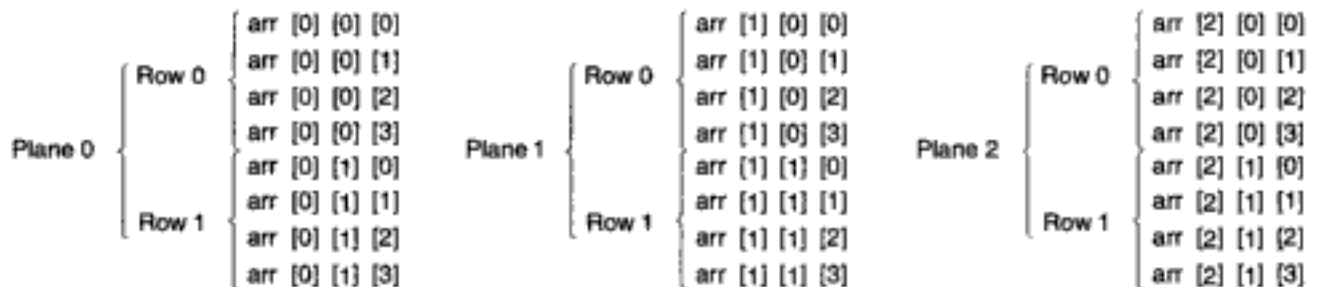 arr [0] [0] [0] arr [1] [0] [0] arr [2] [0] [0]
arr [0] [0] [1] arr [1] [0] [1] arr [2] [0] [1]
Row 0 Row 0 Row 0
arr [0] [0] [2] arr [1] [0] [2] arr [2] [0] [2]
arr [0] [0] [3] arr [1] [0] [3] arr [2] [0] [3]
Plane 0 Plane 1 Plane 2
arr [0] [1] [0] arr [1] [1] [0] arr [2] [1] [0]
arr [0] [1] [1] arr [1] [1] [1] arr [2] [1] [1]
Row 1 Row 1 Row 1
arr [0] [1] [2] arr [1] [1] [2] arr [2] [1] [2]
arr [0] [1] [3] arr [1] [1] [3] arr [2] [1] [3]